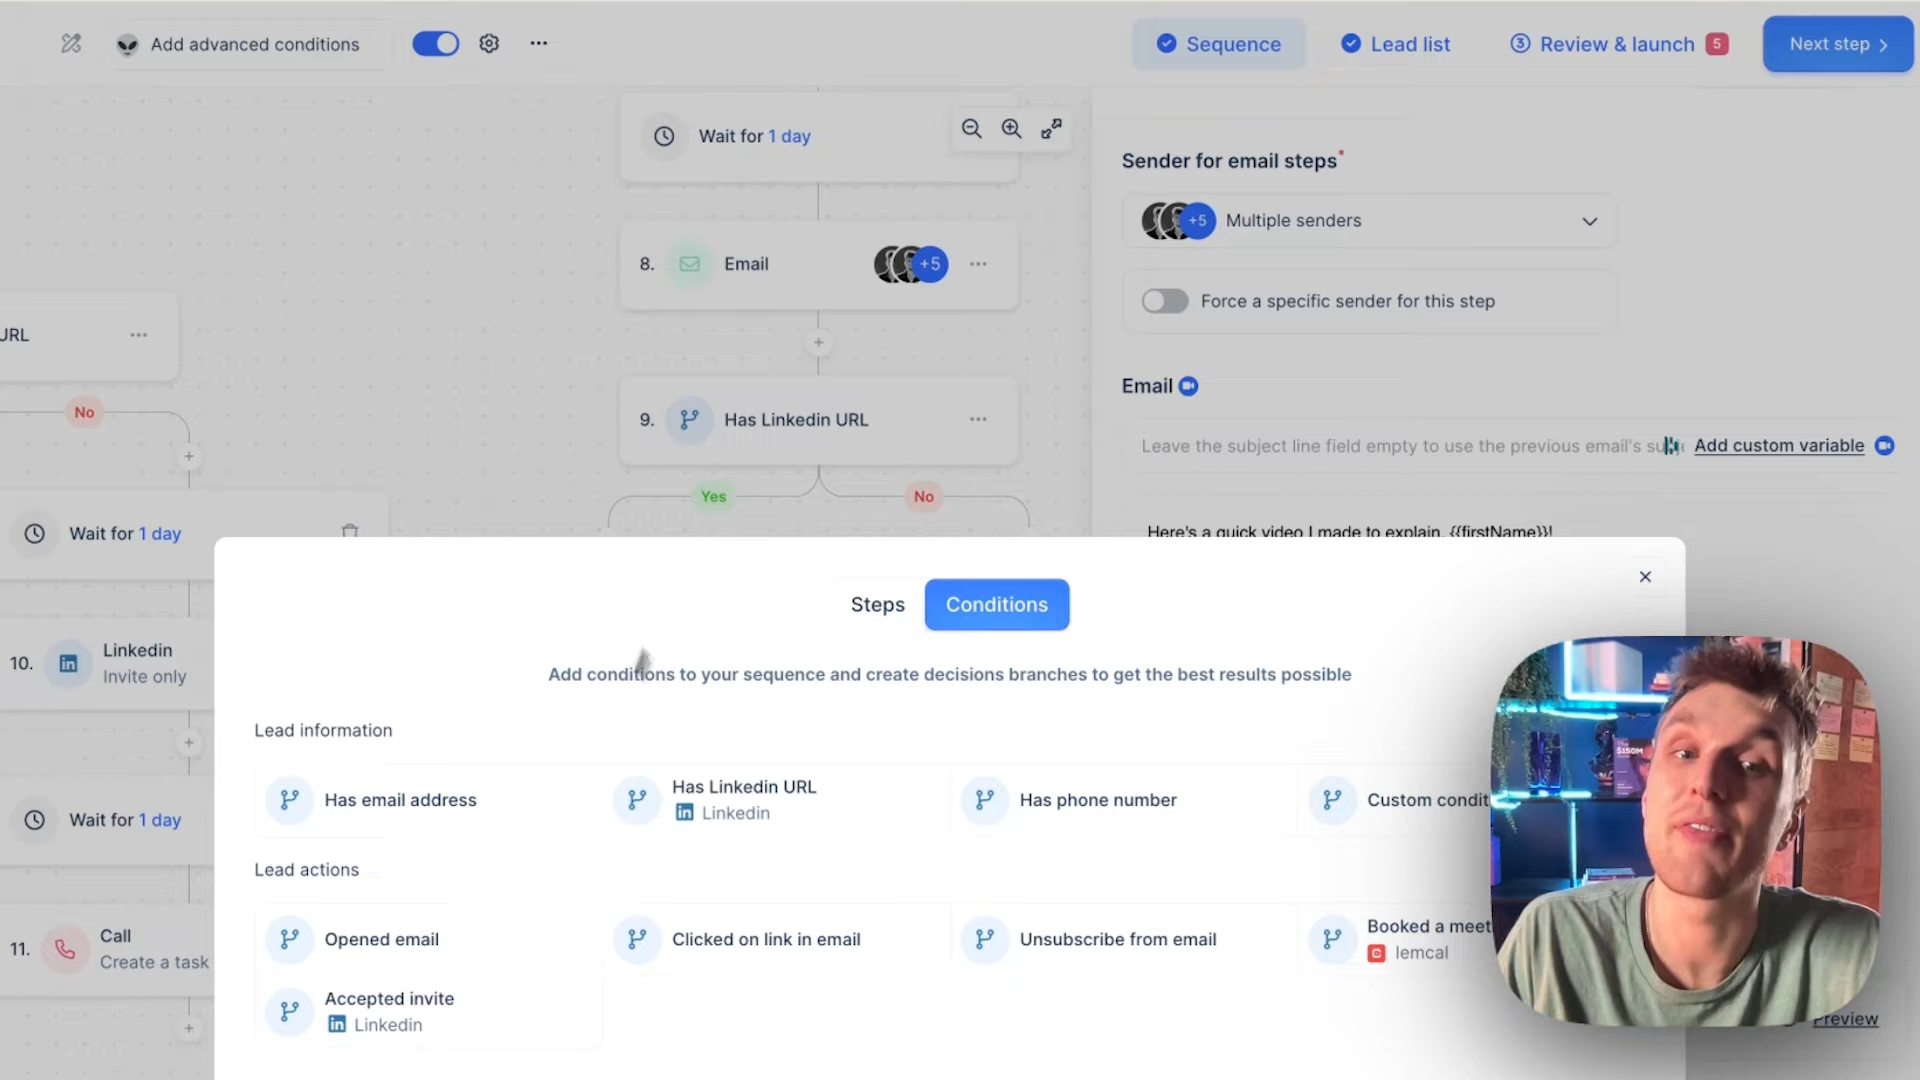 Add advanced conditions
Sequence
Lead list
3 Review & launch 5
Next step
Wait for 1 day
Sender for email steps*
+5 Multiple senders
8. Email +5
Force a specific sender for this step
URL
Email
9. Has Linkedin URL
No
Leave the subject line field empty to use the previous email's
Add custom variable
Yes
No
Wait for 1 day
Here's a quick video I made to explain, {{firstName}}!
Steps
Conditions
10. Linkedin
Invite only
Add conditions to your sequence and create decisions branches to get the best results possible
Lead information
Has email address
Has Linkedin URL
Linkedin
Has phone number
Custom condit
Wait for 1 day
Lead actions
11. Call
Create a task
Opened email
Clicked on link in email
Unsubscribe from email
Booked a meet
lemcal
Accepted invite
Linkedin
Preview
$150M